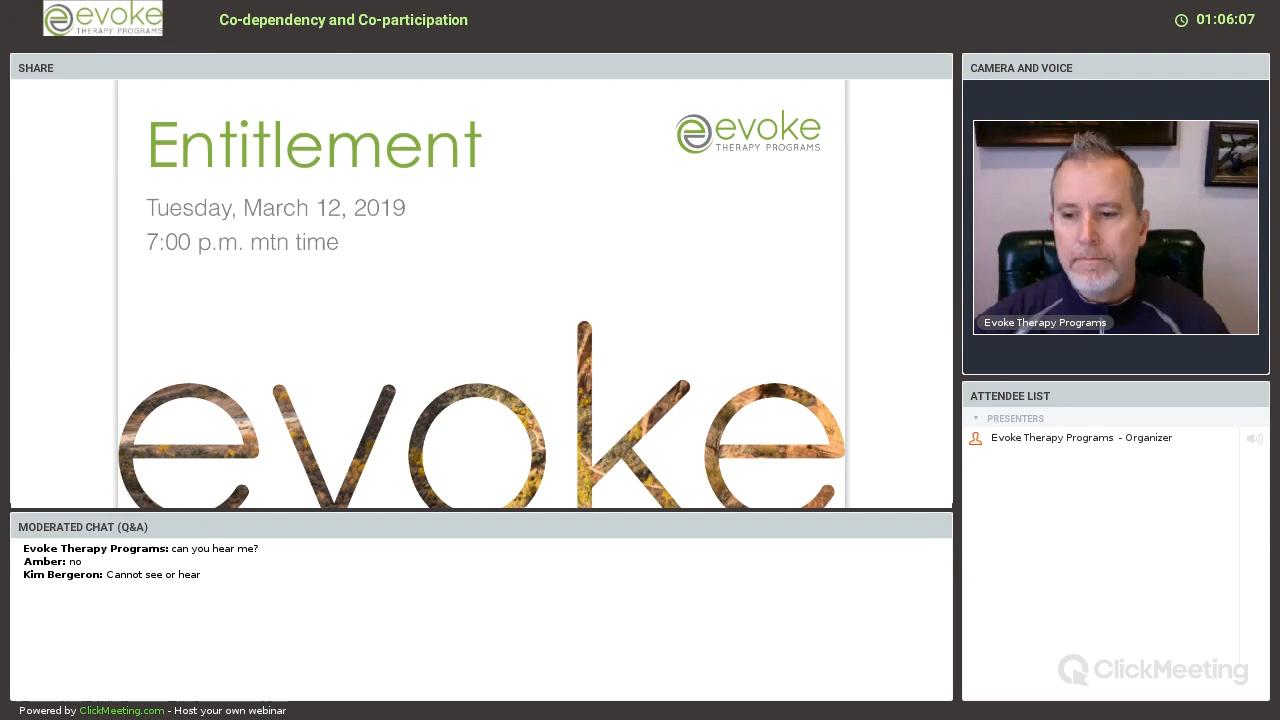 evoke
THERAPY PROGRAMS
Co-dependency and Co-participation
01:06:07
SHARE
Entitlement
evoke
THERAPY PROGRAMS
Tuesday, March 12, 2019
7:00 p.m. mtn time
evoke
CAMERA AND VOICE
Evoke Therapy Programs
ATTENDEE LIST
PRESENTERS
Evoke Therapy Programs - Organizer
ClickMeeting
MODERATED CHAT (Q&A)
Evoke Therapy Programs: can you hear me?
Amber: no
Kim Bergeron: Cannot see or hear
Powered by ClickMeeting.com - Host your own webinar